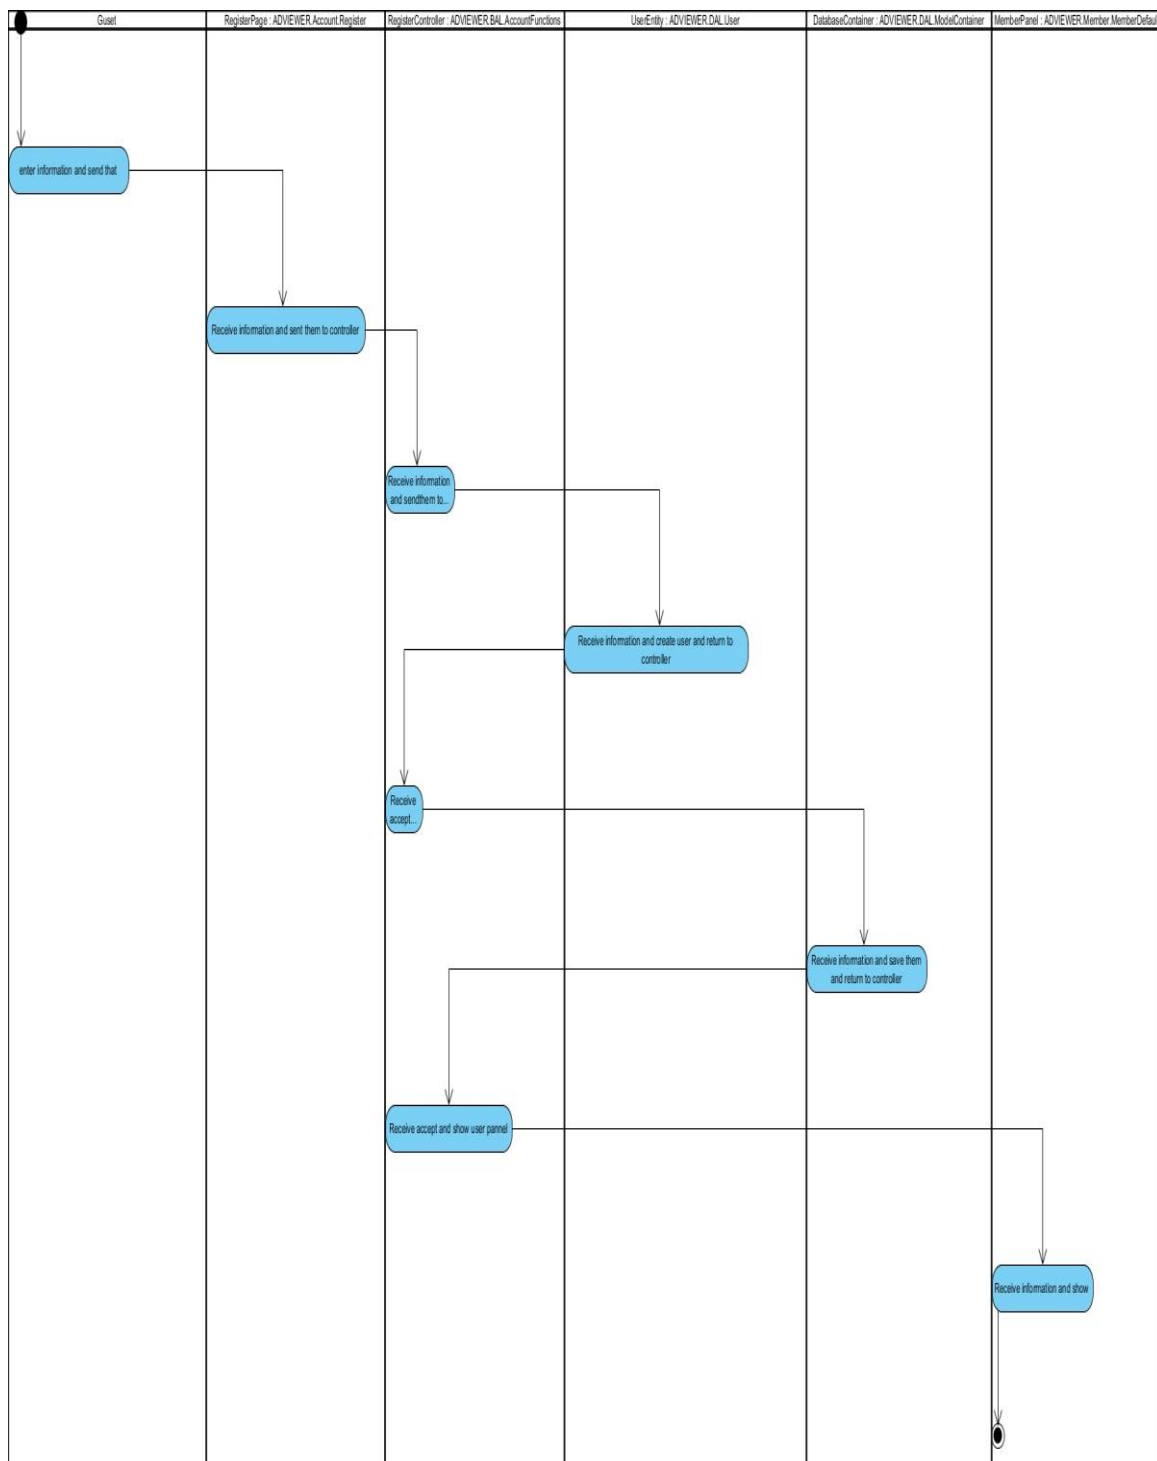 Guset
RegisterPage : ADVIEWER.Account.Register
RegisterController : ADVIEWER.BAL.AccountFunctions
UserEntity : ADVIEWER.DAL.User
DatabaseContainer : ADVIEWER.DAL.ModelContainer
MemberPanel : ADVIEWER.Member.MemberDefaul
enter information and send that
Receive information and sent them to controller
Receive information
and sendthem to...
Receive information and create user and return to
controller
Receive
accept...
Receive information and save them
and return to controller
Receive accept and show user pannel
Receive information and show